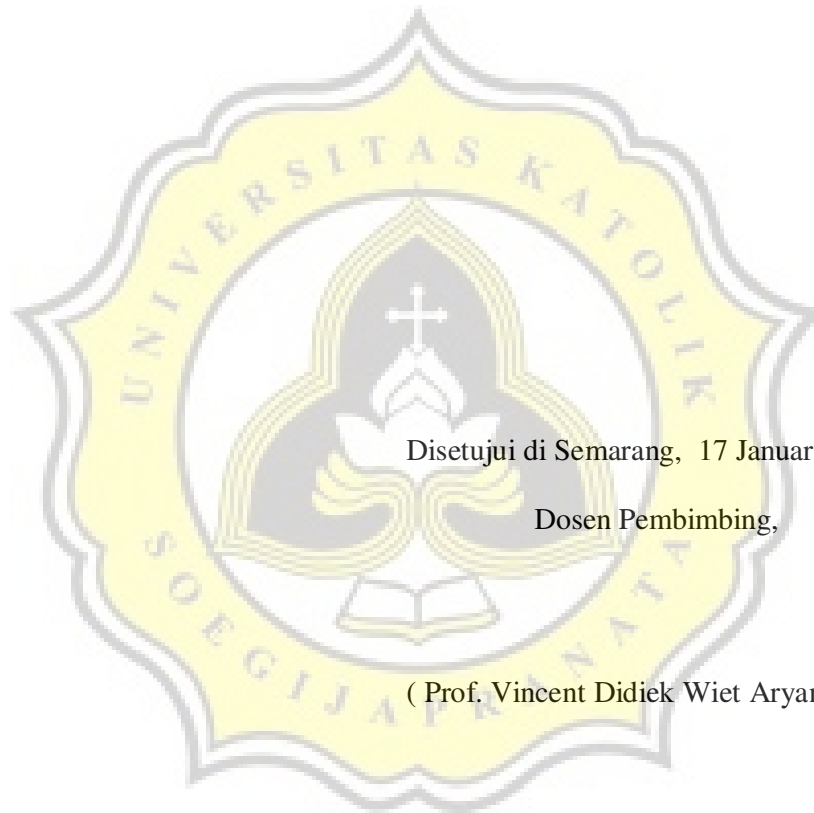 UNIVERSITAS KATOLIK
SOEGIJAPRANATA
Disetujui di Semarang, 17 Januar
Dosen Pembimbing,
( Prof. Vincent Didiek Wiet Aryan